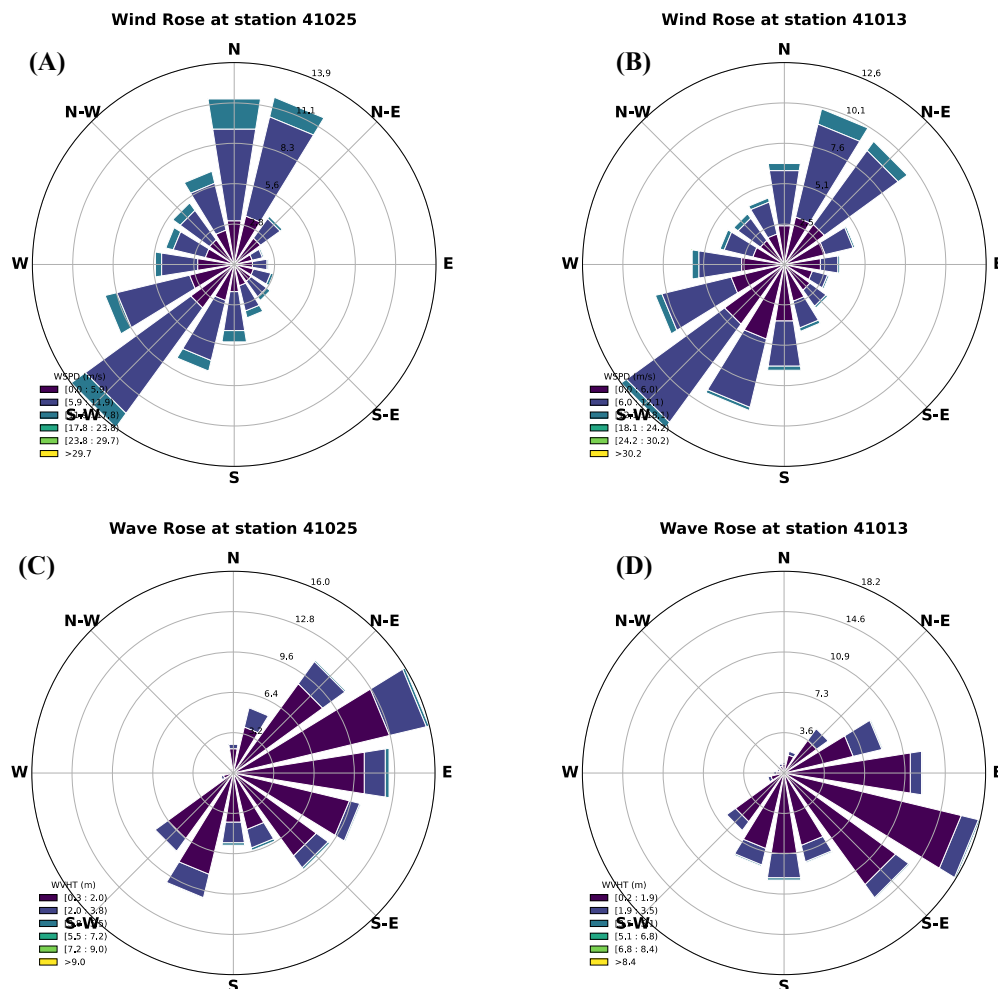 Wind Rose at station 41025
(A)
N
13.9
N-W
11.1
N-E
8.3
5.6
W
E
WSPD (m/s)
[5.9 : 11.9)
[17.8 : 23.8)
[23.8 : 29.7)
>29.7
S-W
S-E
S
Wind Rose at station 41013
(B)
N
12.6
N-W
10.1
N-E
7.6
5.1
W
E
WSPD (m/s)
[0.0 : 6.0)
[6.0 : 12.1)
[18.1 : 24.2)
[24.2 : 30.2)
>30.2
S-W
S-E
S
Wave Rose at station 41025
(C)
N
16.0
N-W
12.8
N-E
9.6
6.4
W
E
WVHT (m)
[0.3 : 2.0)
[2.0 : 3.8)
[5.5 : 7.2)
[7.2 : 9.0)
>9.0
S-W
S-E
S
Wave Rose at station 41013
(D)
N
18.2
N-W
14.6
N-E
10.9
7.3
3.6
W
E
WVHT (m)
[0.2 : 1.9)
[1.9 : 3.5)
[5.1 : 6.8)
[6.8 : 8.4)
>8.4
S-W
S-E
S